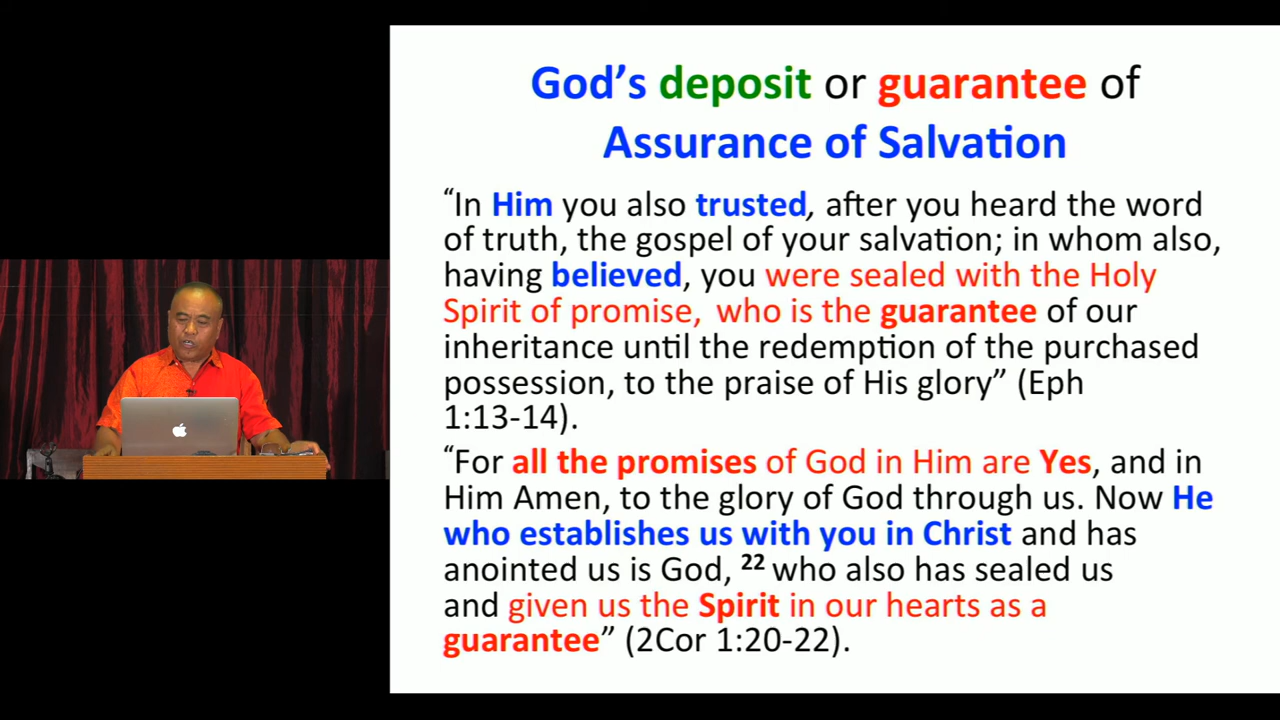 God’s deposit or guarantee of
Assurance of Salvation
“In Him you also trusted, after you heard the word
of truth, the gospel of your salvation; in whom also,
having believed, you were sealed with the Holy
Spirit of promise, who is the guarantee of our
inheritance until the redemption of the purchased
possession, to the praise of His glory” (Eph
1:13-14).
“For all the promises of God in Him are Yes, and in
Him Amen, to the glory of God through us. Now He
who establishes us with you in Christ and has
anointed us is God, 22 who also has sealed us
and given us the Spirit in our hearts as a
guarantee” (2Cor 1:20-22).